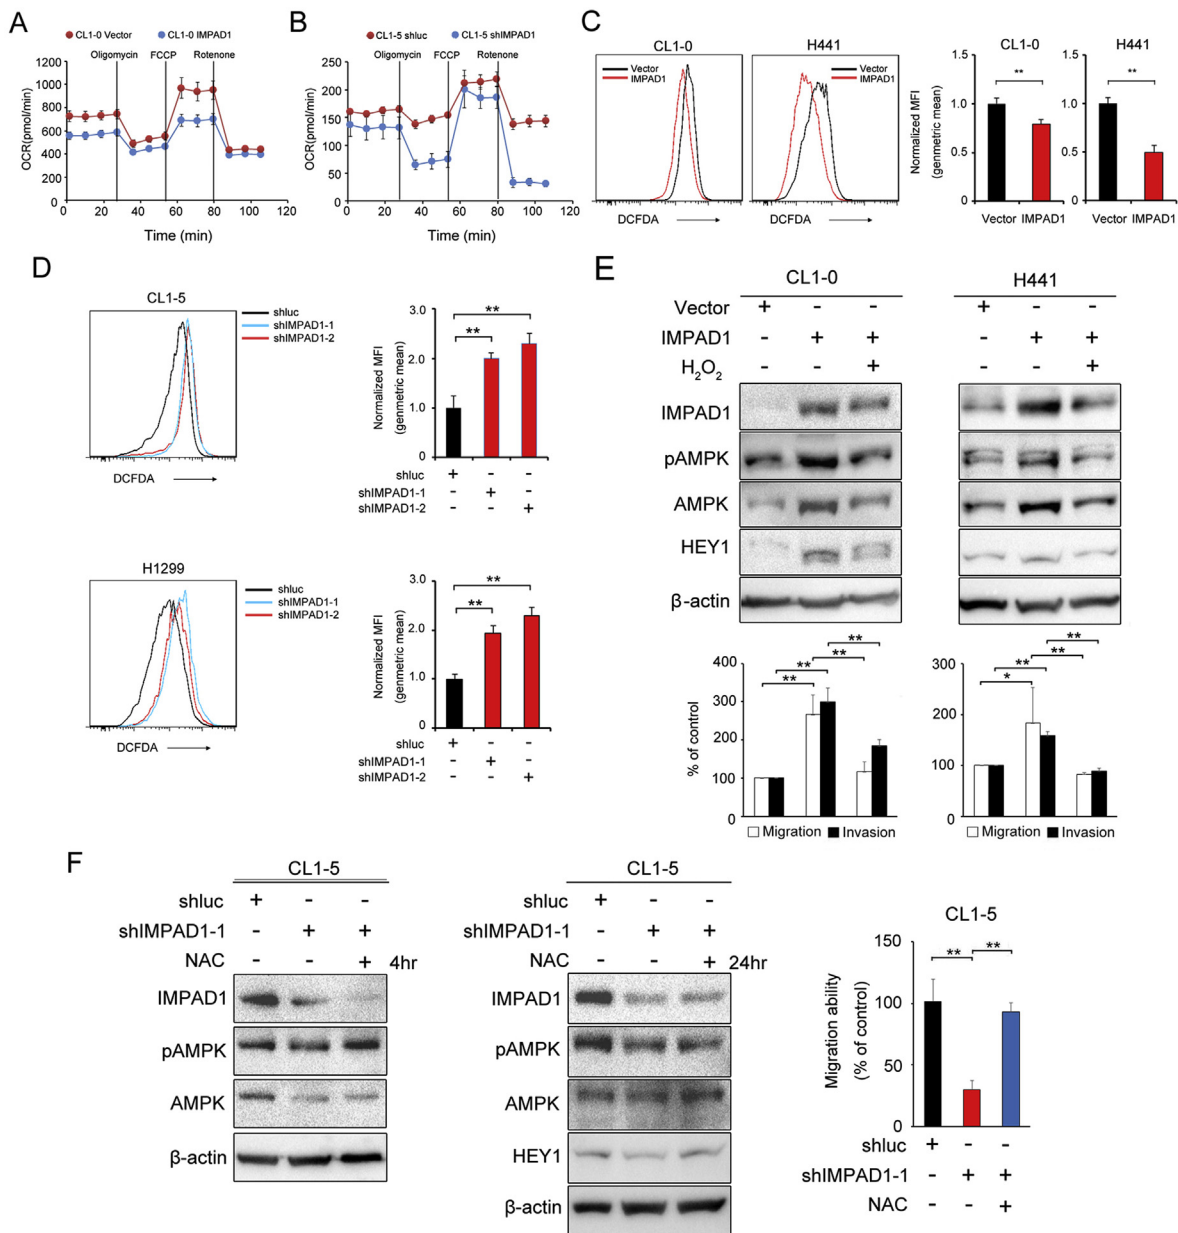 A
CL1-0 Vector CL1-0 IMPAD1
Oligomycin FCCP Rotenone
OCR(pmol/min)
1200
1000
800
600
400
200
0
0 20 40 60 80 100 120
Time (min)
B
CL1-5 shluc CL1-5 shIMPAD1
Oligomycin FCCP Rotenone
OCR(pmol/min)
250
200
150
100
50
0
0 20 40 60 80 100 120
Time (min)
C
CL1-0 H441
Vector
IMPAD1
Vector
IMPAD1
DCFDA DCFDA
CL1-0 H441
Normalized MFI
(genmetric mean)
1.5
1.0
0.5
0
**
Vector IMPAD1
1.5
1.0
0.5
0
**
Vector IMPAD1
D
CL1-5
shluc
shIMPAD1-1
shIMPAD1-2
DCFDA
Normalized MFI
(genmetric mean)
3.0
2.0
1.0
0
**
**
shluc + - -
shIMPAD1-1 - + -
shIMPAD1-2 - - +
H1299
shluc
shIMPAD1-1
shIMPAD1-2
DCFDA
Normalized MFI
(genmetric mean)
3.0
2.0
1.0
0
**
**
shluc + - -
shIMPAD1-1 - + -
shIMPAD1-2 - - +
E
CL1-0 H441
Vector + - - + - -
IMPAD1 - + + - + +
H2O2 - - + - - +
IMPAD1
pAMPK
AMPK
HEY1
β-actin
% of control
400
300
200
100
0
**
**
**
**
Migration Invasion
300
200
100
0
**
**
**
*
Migration Invasion
F
CL1-5
shluc + - -
shIMPAD1-1 - + +
NAC - - + 4hr
IMPAD1
pAMPK
AMPK
β-actin
CL1-5
shluc + - -
shIMPAD1-1 - + +
NAC - - + 24hr
IMPAD1
pAMPK
AMPK
HEY1
β-actin
CL1-5
Migration ability
(% of control)
150
100
50
0
** **
shluc + - -
shIMPAD1-1 - + +
NAC - - +